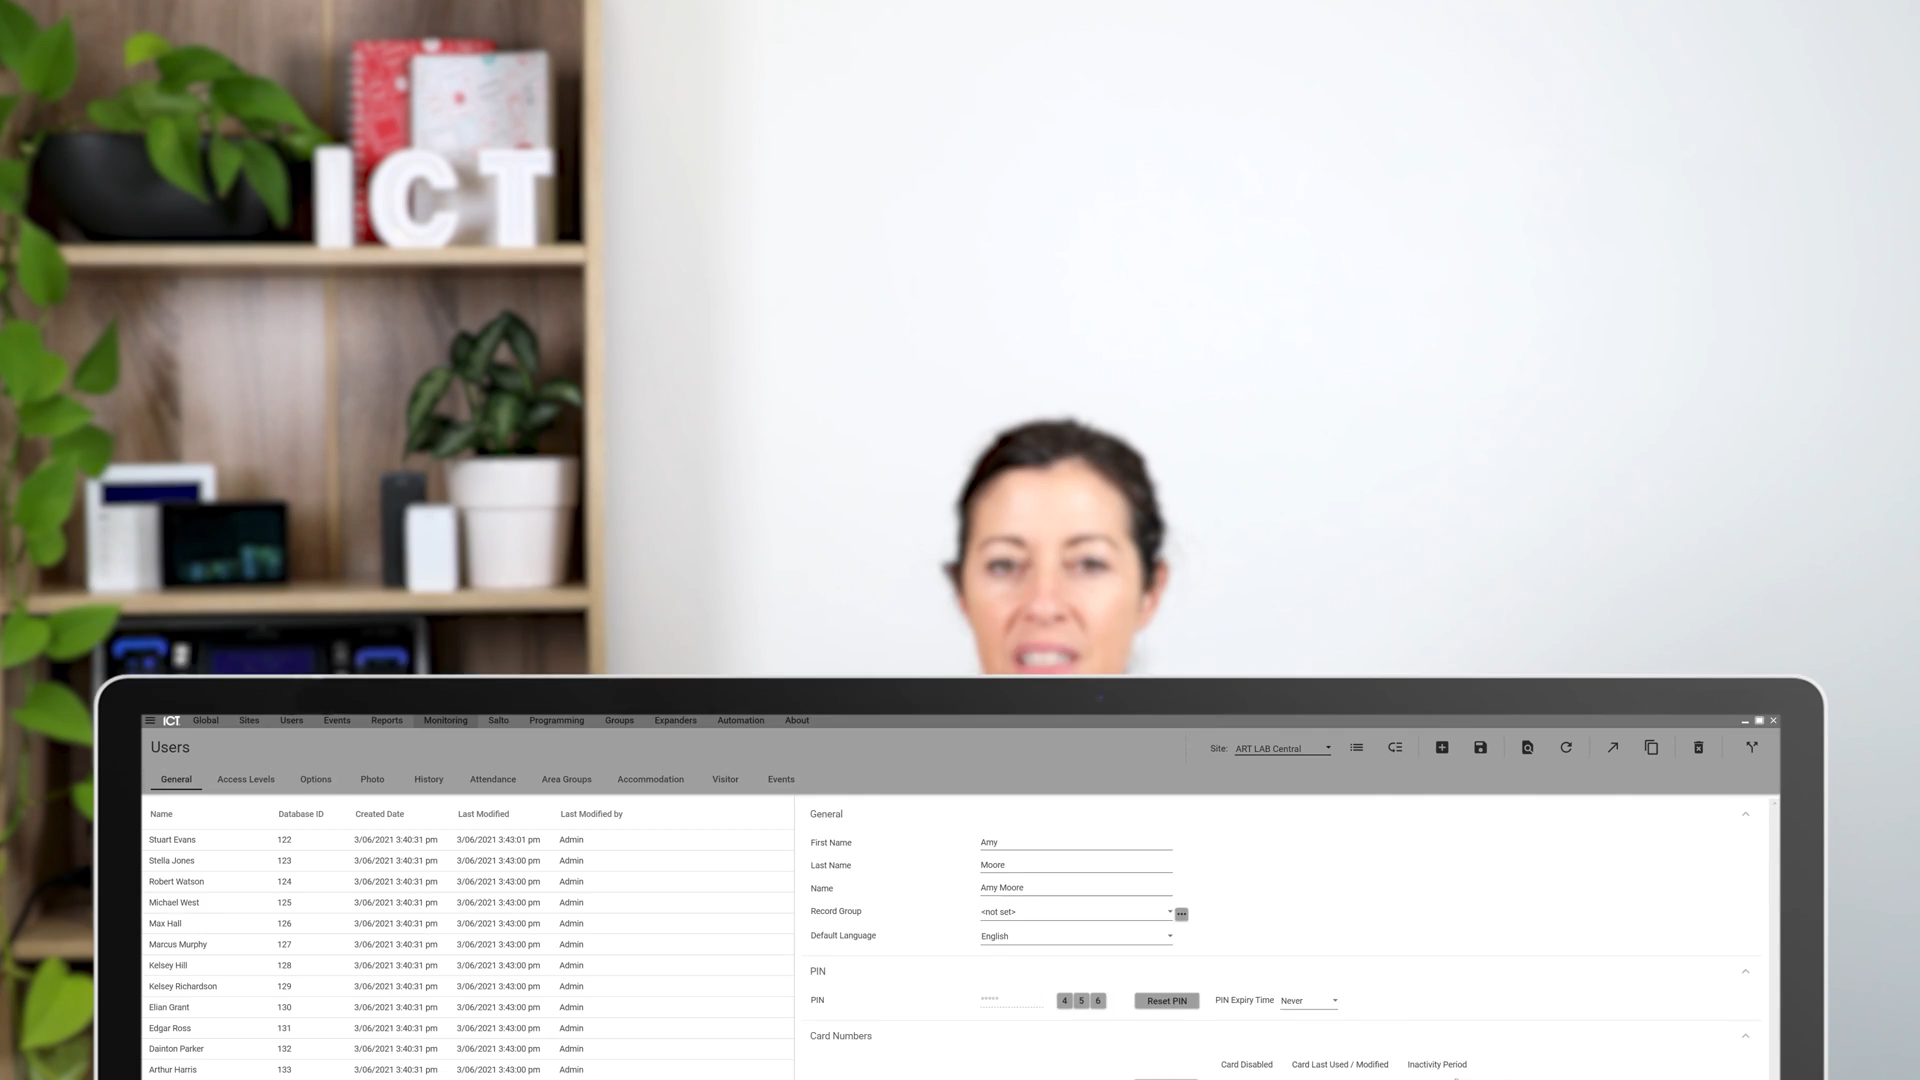 ICT
ICT Global Sites Users Events Reports Monitoring Salto Programming Groups Expanders Automation About
Users
Site: ART LAB Central
General Access Levels Options Photo History Attendance Area Groups Accommodation Visitor Events
Name Database ID Created Date Last Modified Last Modified by
Stuart Evans 122 3/06/2021 3:40:31 pm 3/06/2021 3:43:01 pm Admin
Stella Jones 123 3/06/2021 3:40:31 pm 3/06/2021 3:43:00 pm Admin
Robert Watson 124 3/06/2021 3:40:31 pm 3/06/2021 3:43:00 pm Admin
Michael West 125 3/06/2021 3:40:31 pm 3/06/2021 3:43:00 pm Admin
Max Hall 126 3/06/2021 3:40:31 pm 3/06/2021 3:43:00 pm Admin
Marcus Murphy 127 3/06/2021 3:40:31 pm 3/06/2021 3:43:00 pm Admin
Kelsey Hill 128 3/06/2021 3:40:31 pm 3/06/2021 3:43:00 pm Admin
Kelsey Richardson 129 3/06/2021 3:40:31 pm 3/06/2021 3:43:00 pm Admin
Elian Grant 130 3/06/2021 3:40:31 pm 3/06/2021 3:43:00 pm Admin
Edgar Ross 131 3/06/2021 3:40:31 pm 3/06/2021 3:43:00 pm Admin
Dainton Parker 132 3/06/2021 3:40:31 pm 3/06/2021 3:43:00 pm Admin
Arthur Harris 133 3/06/2021 3:40:31 pm 3/06/2021 3:43:00 pm Admin
General
First Name Amy
Last Name Moore
Name Amy Moore
Record Group <not set> ...
Default Language English
PIN
PIN ***** 4 5 6 Reset PIN PIN Expiry Time Never
Card Numbers
Card Disabled Card Last Used / Modified Inactivity Period